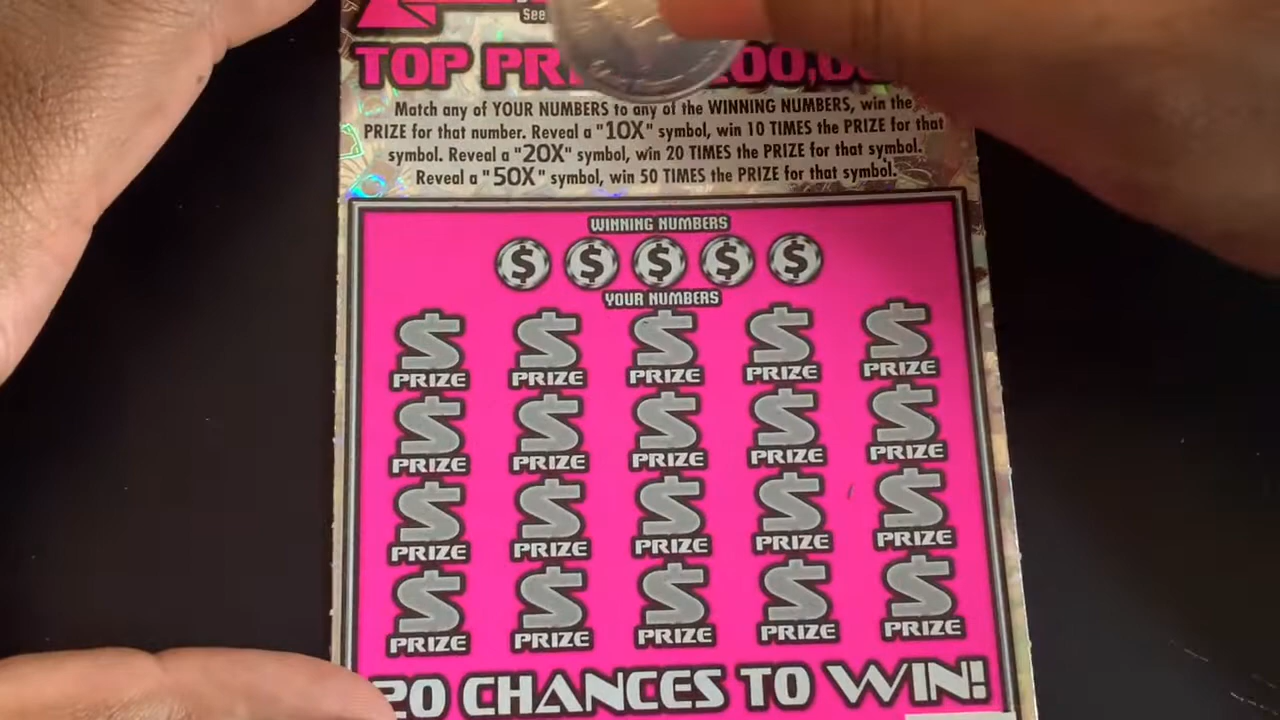 See
TOP
Match any of YOUR NUMBERS to any of the WINNING NUMBERS, win the
PRIZE for that number. Reveal a "10X" symbol, win 10 TIMES the PRIZE for that
symbol. Reveal a "20X" symbol, win 20 TIMES the PRIZE for that symbol.
Reveal a "50X" symbol, win 50 TIMES the PRIZE for that symbol.
WINNING NUMBERS
$ $ $ $ $
YOUR NUMBERS
$ $ $ $ $
PRIZE PRIZE PRIZE PRIZE PRIZE
$ $ $ $ $
PRIZE PRIZE PRIZE PRIZE PRIZE
$ $ $ $ $
PRIZE PRIZE PRIZE PRIZE PRIZE
$ $ $ $ $
PRIZE PRIZE PRIZE PRIZE PRIZE
20 CHANCES TO WIN!